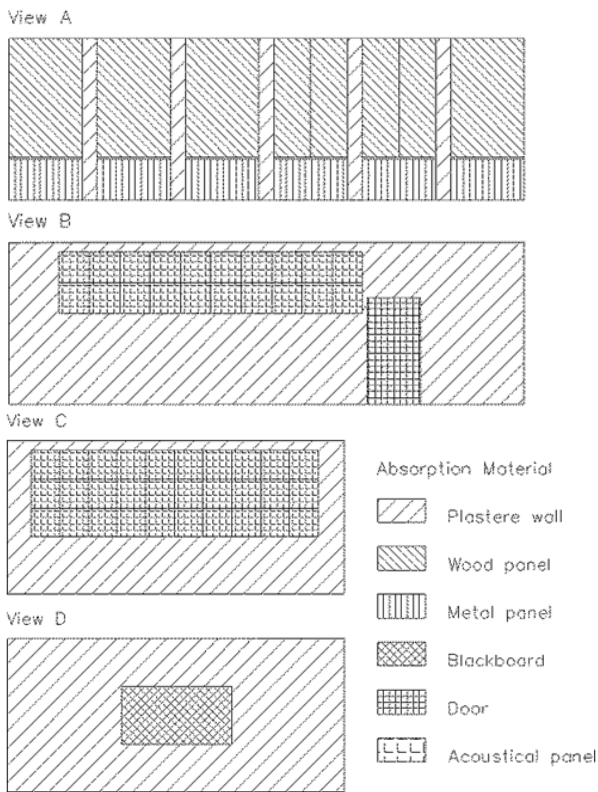 View A
View B
View C
Absorption Material
Plastere wall
Wood panel
Metal panel
View D
Blackboard
Door
Acoustical panel